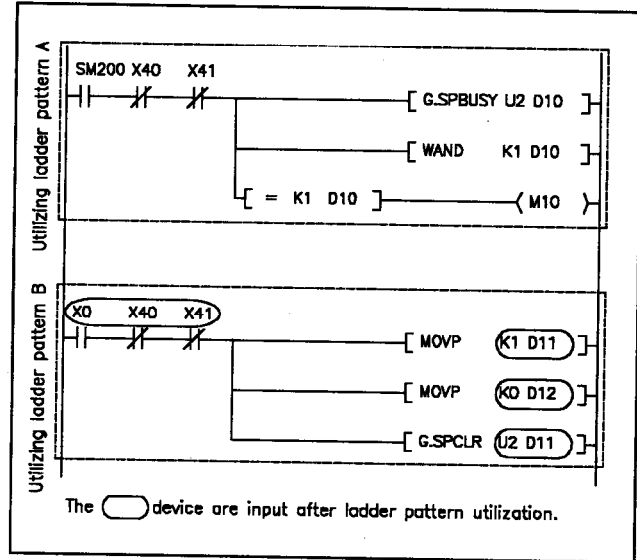 Utilizing ladder pattern A
SM200 X40 X41
G.SPBUSY U2 D10
WAND K1 D10
= K1 D10
M10
Utilizing ladder pattern B
X0 X40 X41
MOVP K1 D11
MOVP K0 D12
G.SPCLR U2 D11
The device are input after ladder pattern utilization.